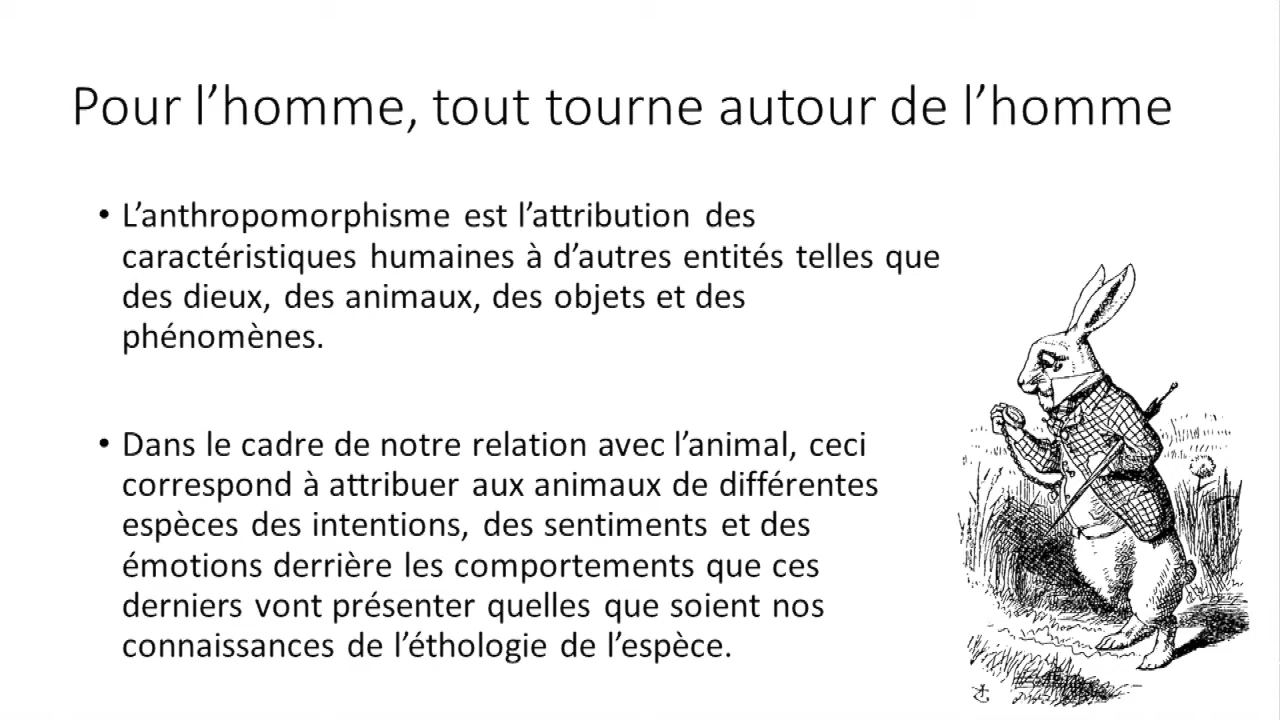 Pour l’homme, tout tourne autour de l’homme
• L’anthropomorphisme est l’attribution des
caractéristiques humaines à d’autres entités telles que
des dieux, des animaux, des objets et des
phénomènes.
• Dans le cadre de notre relation avec l’animal, ceci
correspond à attribuer aux animaux de différentes
espèces des intentions, des sentiments et des
émotions derrière les comportements que ces
derniers vont présenter quelles que soient nos
connaissances de l’éthologie de l’espèce.